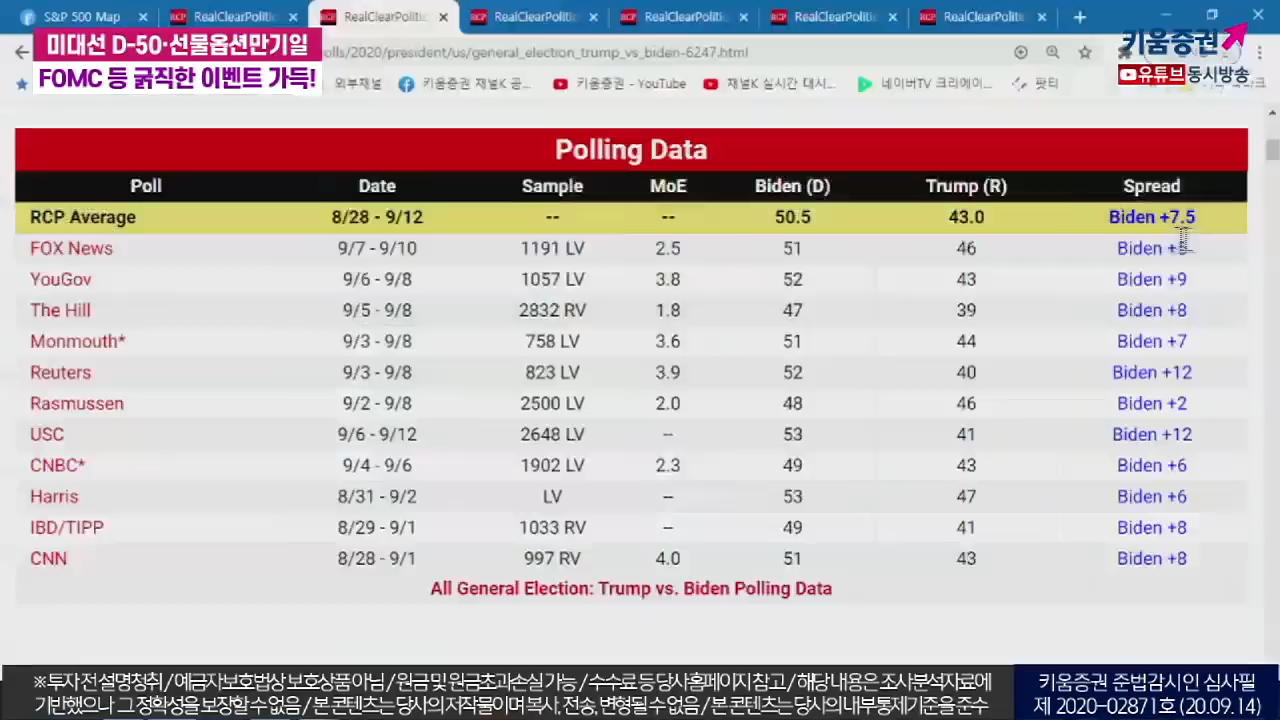 S&P 500 Map × RealClearPolitic × RealClearPolitic × RealClearPolitic × RealClearPolitic × RealClearPolitic × RealClearPolitic × +
미대선 D-50·선물옵션만기일
FOMC 등 굵직한 이벤트 가득!
olls/2020/president/us/general_election_trump_vs_biden-6247.html
키움증권
유튜브동시방송
외부채널 키움증권 채널K 공... 키움증권 - YouTube 채널K 실시간 대시... 네이버TV 크리에이... 팟티
Polling Data
Poll Date Sample MoE Biden (D) Trump (R) Spread
RCP Average 8/28 - 9/12 -- -- 50.5 43.0 Biden +7.5
FOX News 9/7 - 9/10 1191 LV 2.5 51 46 Biden
YouGov 9/6 - 9/8 1057 LV 3.8 52 43 Biden +9
The Hill 9/5 - 9/8 2832 RV 1.8 47 39 Biden +8
Monmouth* 9/3 - 9/8 758 LV 3.6 51 44 Biden +7
Reuters 9/3 - 9/8 823 LV 3.9 52 40 Biden +12
Rasmussen 9/2 - 9/8 2500 LV 2.0 48 46 Biden +2
USC 9/6 - 9/12 2648 LV -- 53 41 Biden +12
CNBC* 9/4 - 9/6 1902 LV 2.3 49 43 Biden +6
Harris 8/31 - 9/2 LV -- 53 47 Biden +6
IBD/TIPP 8/29 - 9/1 1033 RV -- 49 41 Biden +8
CNN 8/28 - 9/1 997 RV 4.0 51 43 Biden +8
All General Election: Trump vs. Biden Polling Data
※투자 전 설명청취 / 예금자보호법상 보호상품 아님 / 원금 및 원금초과손실 가능 / 수수료 등 당사 홈페이지 참고 / 해당 내용은 조사분석자료에
기반했으나 그 정확성을 보장할 수 없음 / 본 콘텐츠는 당사의 저작물이며 복사, 전송, 변형될 수 없음 / 본 콘텐츠는 당사의 내부통제기준을 준수
키움증권 준법감시인 심사필
제 2020-02871호 (20.09.14)